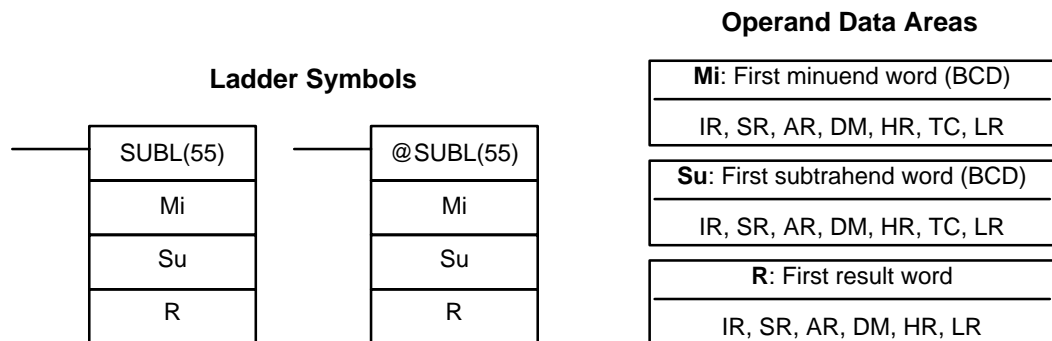 Ladder Symbols
SUBL(55)
Mi
Su
R
@SUBL(55)
Mi
Su
R
Operand Data Areas
Mi: First minuend word (BCD)
IR, SR, AR, DM, HR, TC, LR
Su: First subtrahend word (BCD)
IR, SR, AR, DM, HR, TC, LR
R: First result word
IR, SR, AR, DM, HR, LR